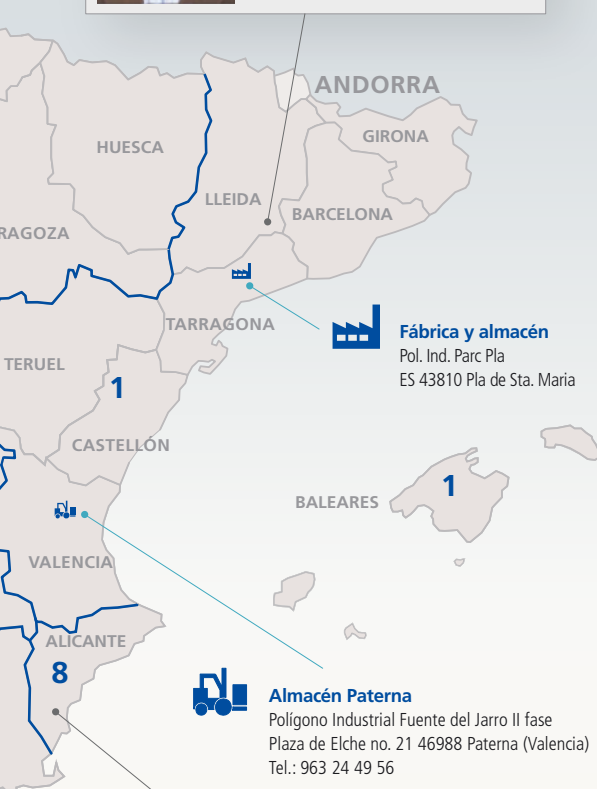 ANDORRA
GIRONA
HUESCA
LLEIDA
BARCELONA
RAGOZA
TARRAGONA
Fábrica y almacén
Pol. Ind. Parc Pla
ES 43810 Pla de Sta. Maria
TERUEL
1
CASTELLÓN
1
BALEARES
VALENCIA
ALICANTE
8
Almacén Paterna
Polígono Industrial Fuente del Jarro II fase
Plaza de Elche no. 21 46988 Paterna (Valencia)
Tel.: 963 24 49 56